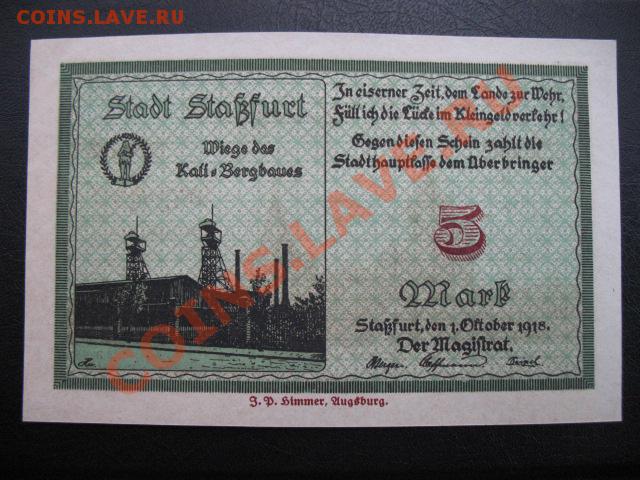 COINS.LAVE.RU
Stadt Staßfurt
Wiege des
Kali-Bergbaues
In eiserner Zeit, dem Lande zur Wehr,
Füll ich die Lücke im Kleingeldverkehr!
Gegen diesen Schein zahlt die
Stadthauptkasse dem Überbringer
5
Mark
Staßfurt, den 1. Oktober 1918.
Der Magistrat.
J. P. Himmer, Augsburg.
COINS.LAVE.RU